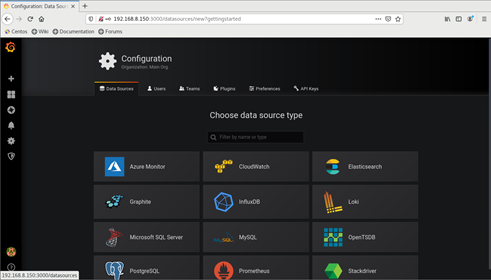 Configuration: Data Sour
192.168.8.150:3000/datasources/new?gettingstarted
Centos Wiki Documentation Forums
Configuration
Organization: Main Org.
Data Sources Users Teams Plugins Preferences API Keys
Choose data source type
Filter by name or type
Azure Monitor CloudWatch Elasticsearch
Graphite InfluxDB Loki
Microsoft SQL Server MySQL OpenTSDB
PostgreSQL Prometheus Stackdriver
192.168.8.150:3000/datasources